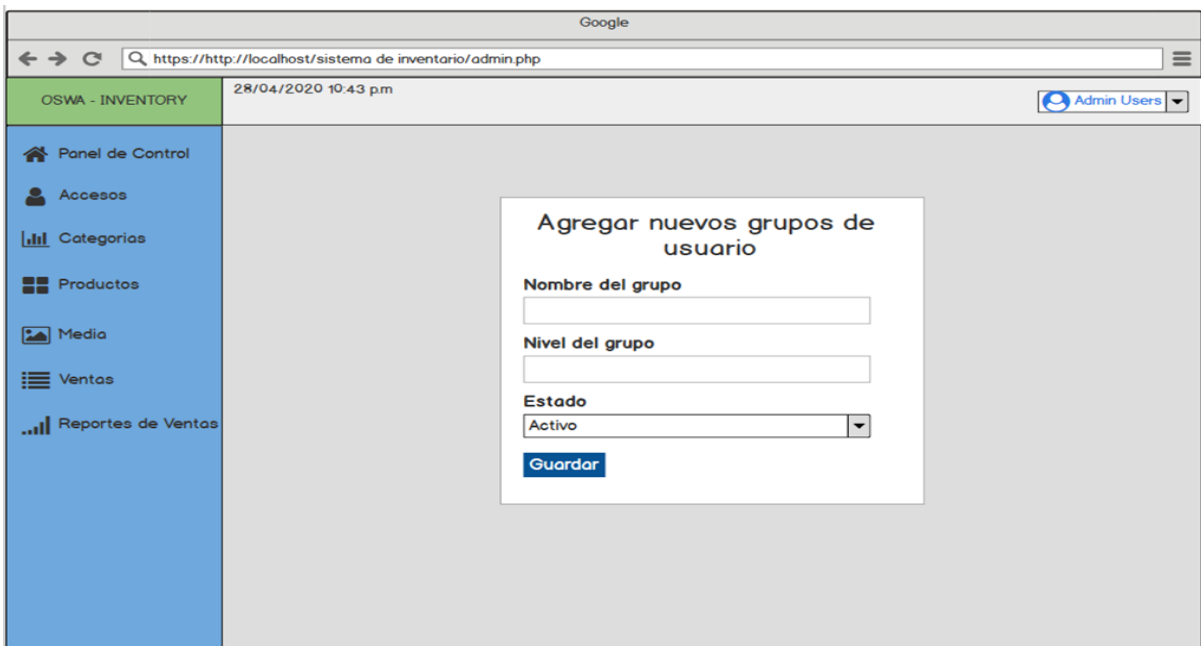 Google
https://http://localhost/sistema de inventario/admin.php
OSWA - INVENTORY
28/04/2020 10:43 p.m
Admin Users
Panel de Control
Accesos
Categorias
Productos
Media
Ventas
Reportes de Ventas
Agregar nuevos grupos de
usuario
Nombre del grupo
Nivel del grupo
Estado
Activo
Guardar